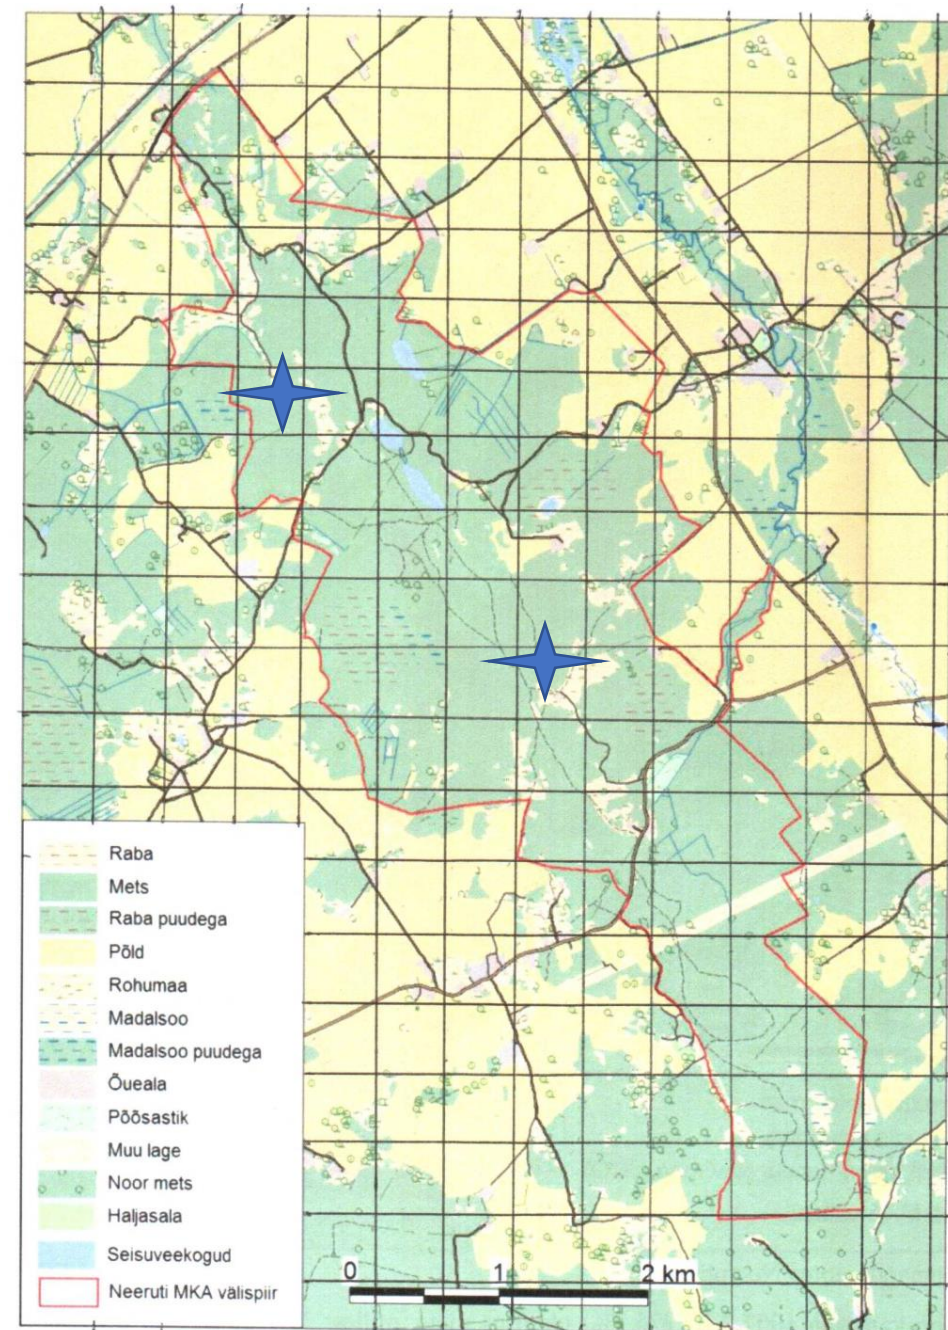 Raba
Mets
Raba puudega
Põld
Rohumaa
Madalsoo
Madalsoo puudega
Õueala
Põõsastik
Muu lage
Noor mets
Haljasala
Seisuveekogud
Neeruti MKA välispiir
0 1 2 km